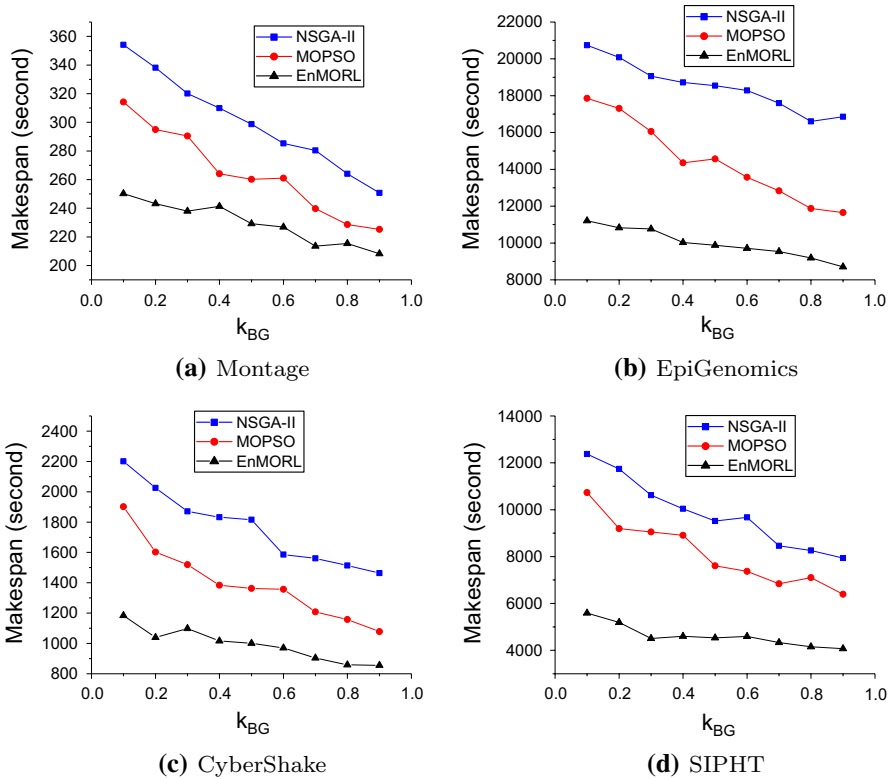 NSGA-II
MOPSO
EnMORL
Makespan (second)
360
340
320
300
280
260
240
220
200
0.0 0.2 0.4 0.6 0.8 1.0
k_BG
(a) Montage
NSGA-II
MOPSO
EnMORL
Makespan (second)
22000
20000
18000
16000
14000
12000
10000
8000
0.0 0.2 0.4 0.6 0.8 1.0
k_BG
(b) EpiGenomics
NSGA-II
MOPSO
EnMORL
Makespan (second)
2400
2200
2000
1800
1600
1400
1200
1000
800
0.0 0.2 0.4 0.6 0.8 1.0
k_BG
(c) CyberShake
NSGA-II
MOPSO
EnMORL
Makespan (second)
14000
12000
10000
8000
6000
4000
0.0 0.2 0.4 0.6 0.8 1.0
k_BG
(d) SIPHT